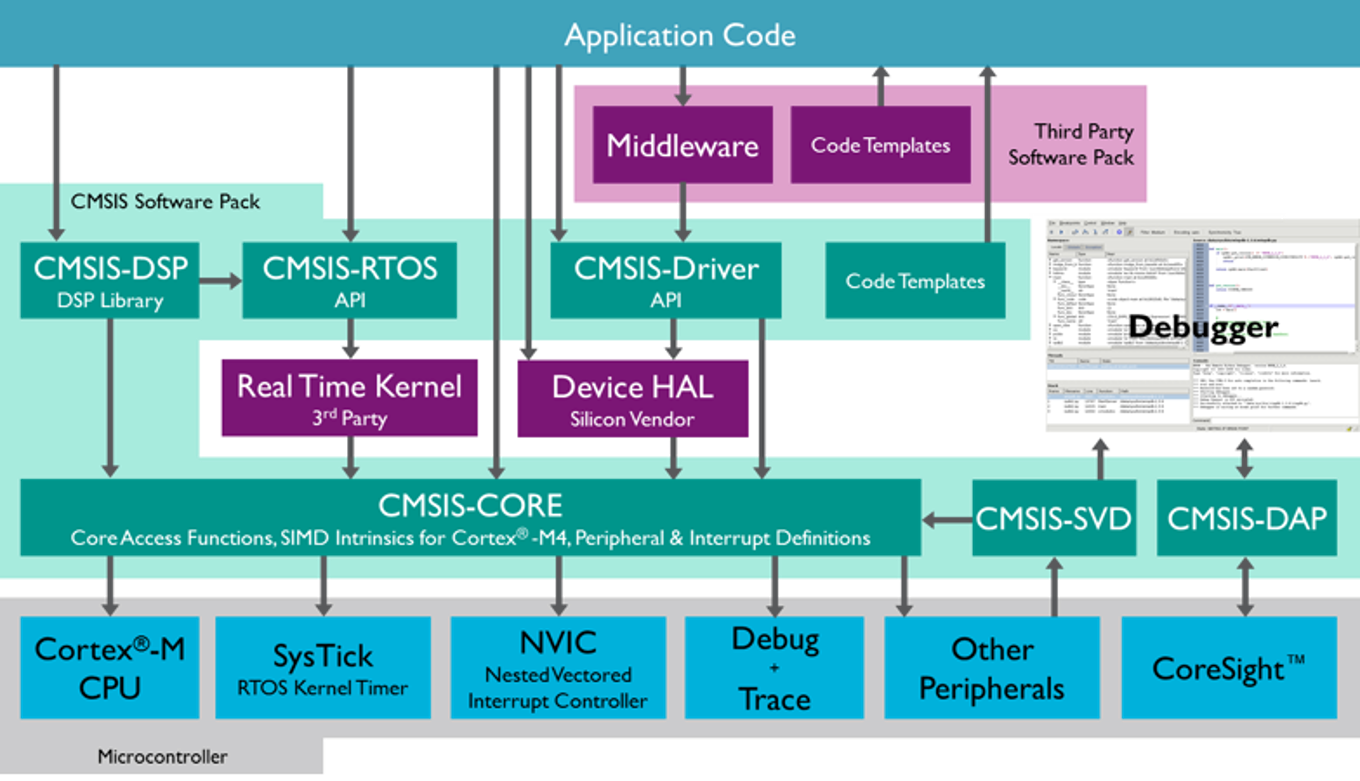 Application Code
Middleware
Code Templates
Third Party
Software Pack
CMSIS Software Pack
CMSIS-DSP
DSP Library
CMSIS-RTOS
API
CMSIS-Driver
API
Code Templates
Debugger
Real Time Kernel
3rd Party
Device HAL
Silicon Vendor
CMSIS-CORE
Core Access Functions, SIMD Intrinsics for Cortex®-M4, Peripheral & Interrupt Definitions
CMSIS-SVD
CMSIS-DAP
Cortex®-M
CPU
SysTick
RTOS Kernel Timer
NVIC
Nested Vectored
Interrupt Controller
Debug
+
Trace
Other
Peripherals
CoreSight™
Microcontroller